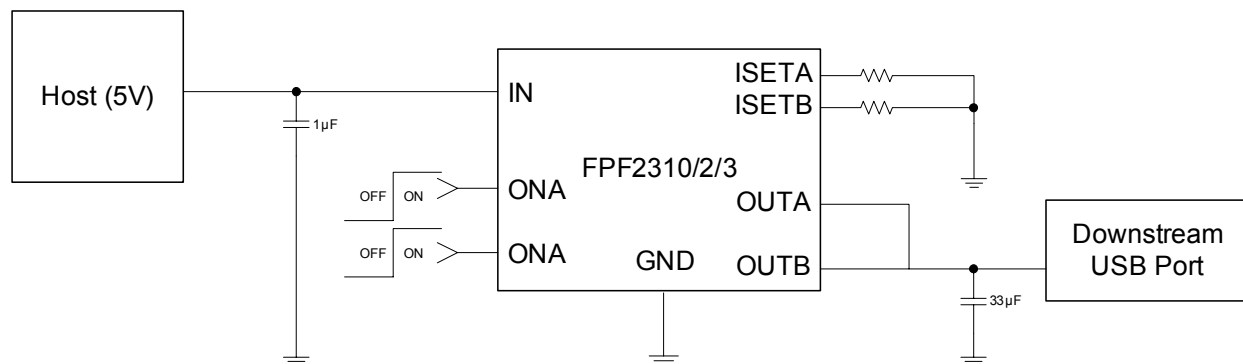 Host (5V)
1µF
IN
ISETA
ISETB
FPF2310/2/3
OFF ON
ONA
OUTA
OFF ON
ONA
GND
OUTB
33µF
Downstream
USB Port